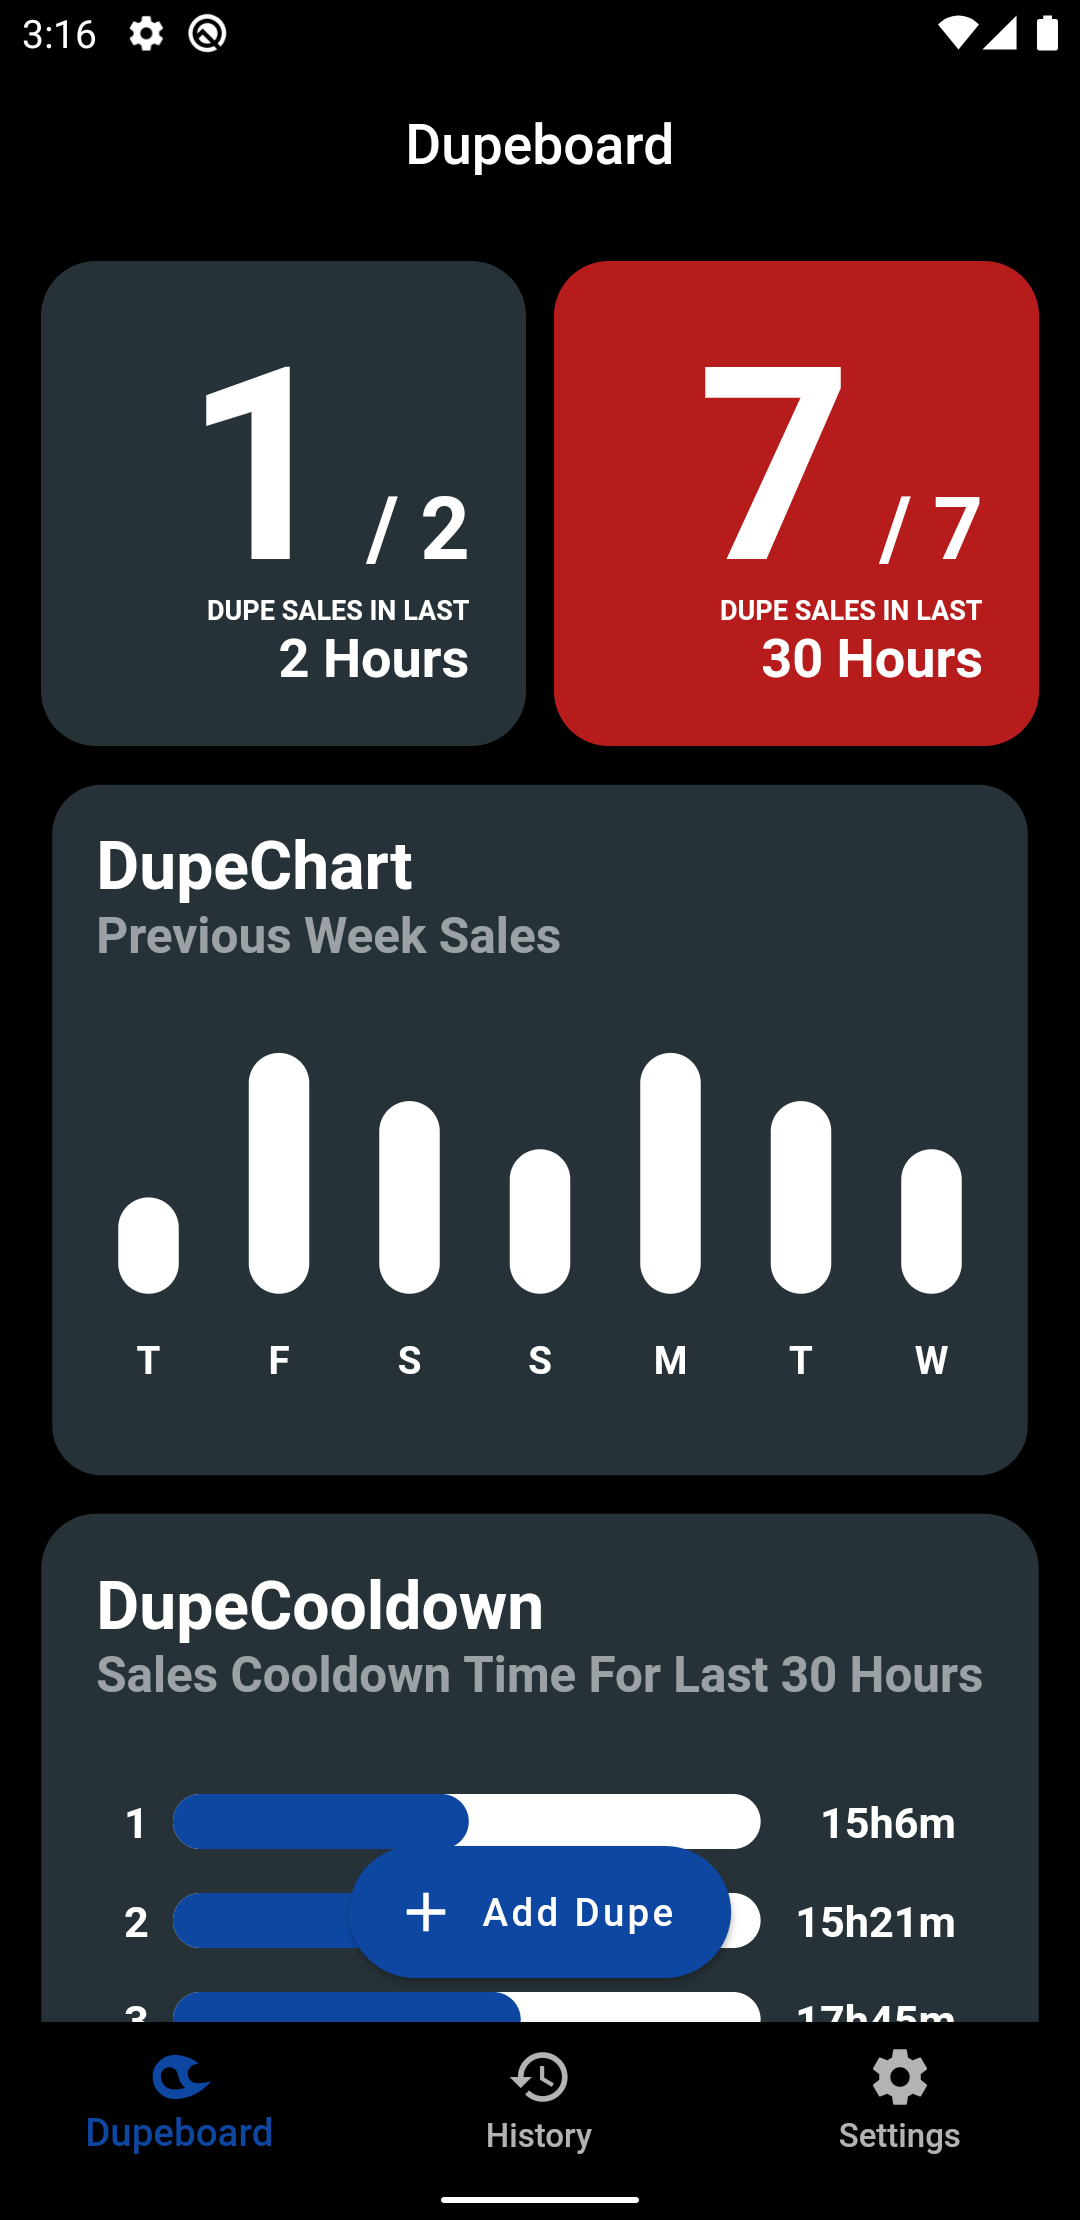 3:16
Dupeboard
1 / 2
DUPE SALES IN LAST
2 Hours
7 / 7
DUPE SALES IN LAST
30 Hours
DupeChart
Previous Week Sales
T F S S M T W
DupeCooldown
Sales Cooldown Time For Last 30 Hours
1 15h6m
2 15h21m
3 17h45m
Add Dupe
Dupeboard
History
Settings